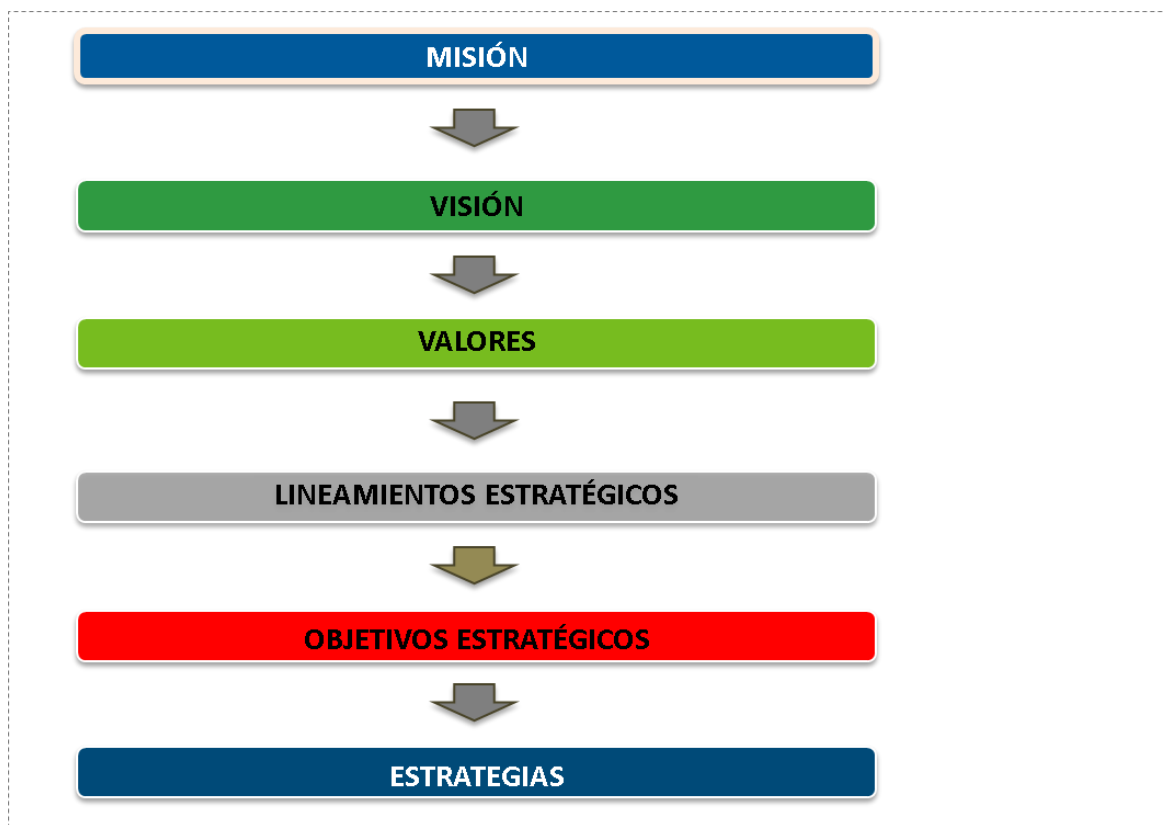 MISIÓN
VISIÓN
VALORES
LINEAMIENTOS ESTRATÉGICOS
OBJETIVOS ESTRATÉGICOS
ESTRATEGIAS